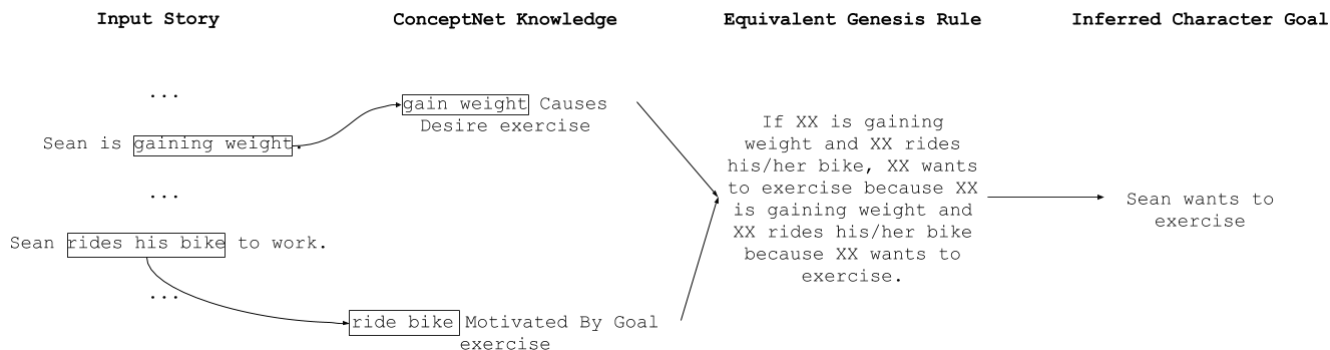 Input Story
ConceptNet Knowledge
Equivalent Genesis Rule
Inferred Character Goal
...
Sean is gaining weight.
...
Sean rides his bike to work.
...
gain weight Causes
Desire exercise
ride bike Motivated By Goal
exercise
If XX is gaining
weight and XX rides
his/her bike, XX wants
to exercise because XX
is gaining weight and
XX rides his/her bike
because XX wants to
exercise.
Sean wants to
exercise